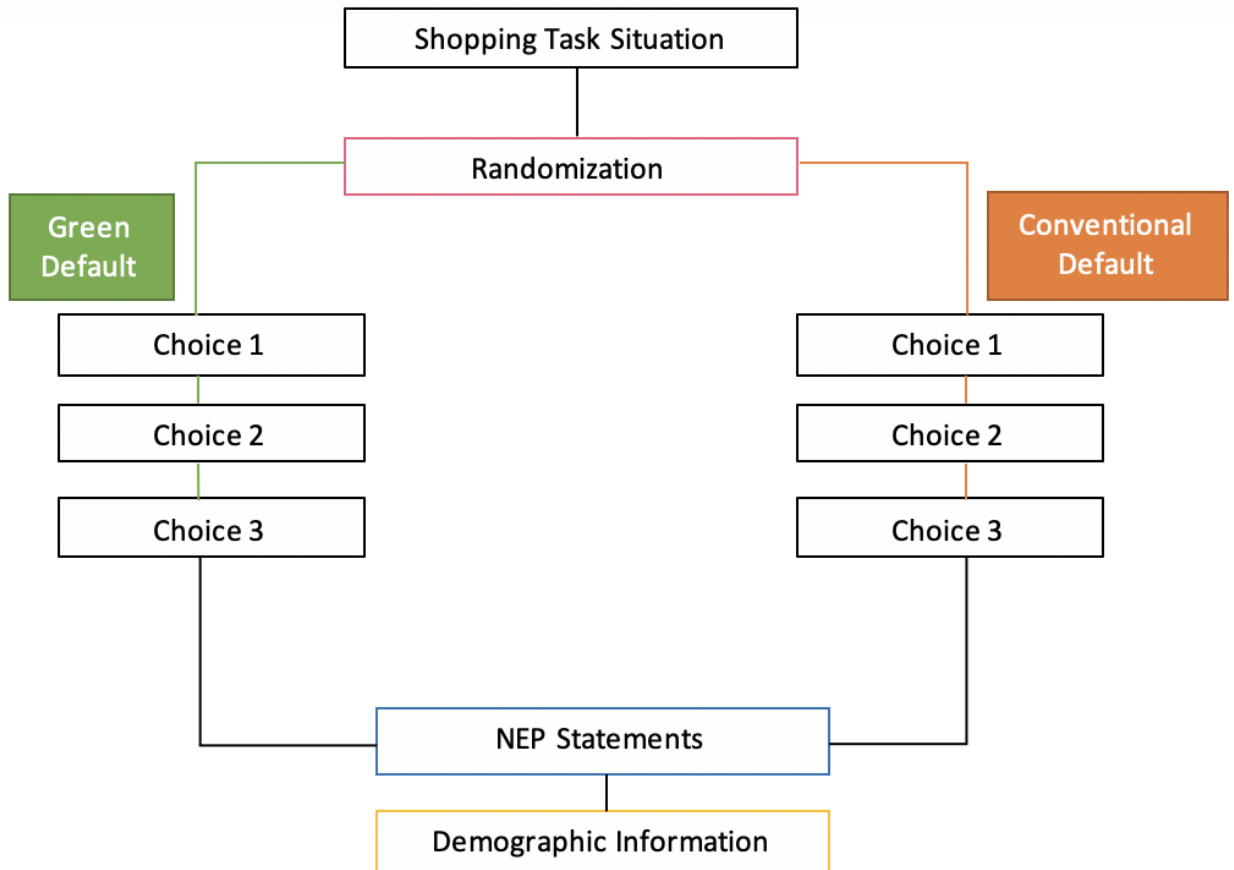 Shopping Task Situation
Randomization
Green
Default
Conventional
Default
Choice 1
Choice 1
Choice 2
Choice 2
Choice 3
Choice 3
NEP Statements
Demographic Information